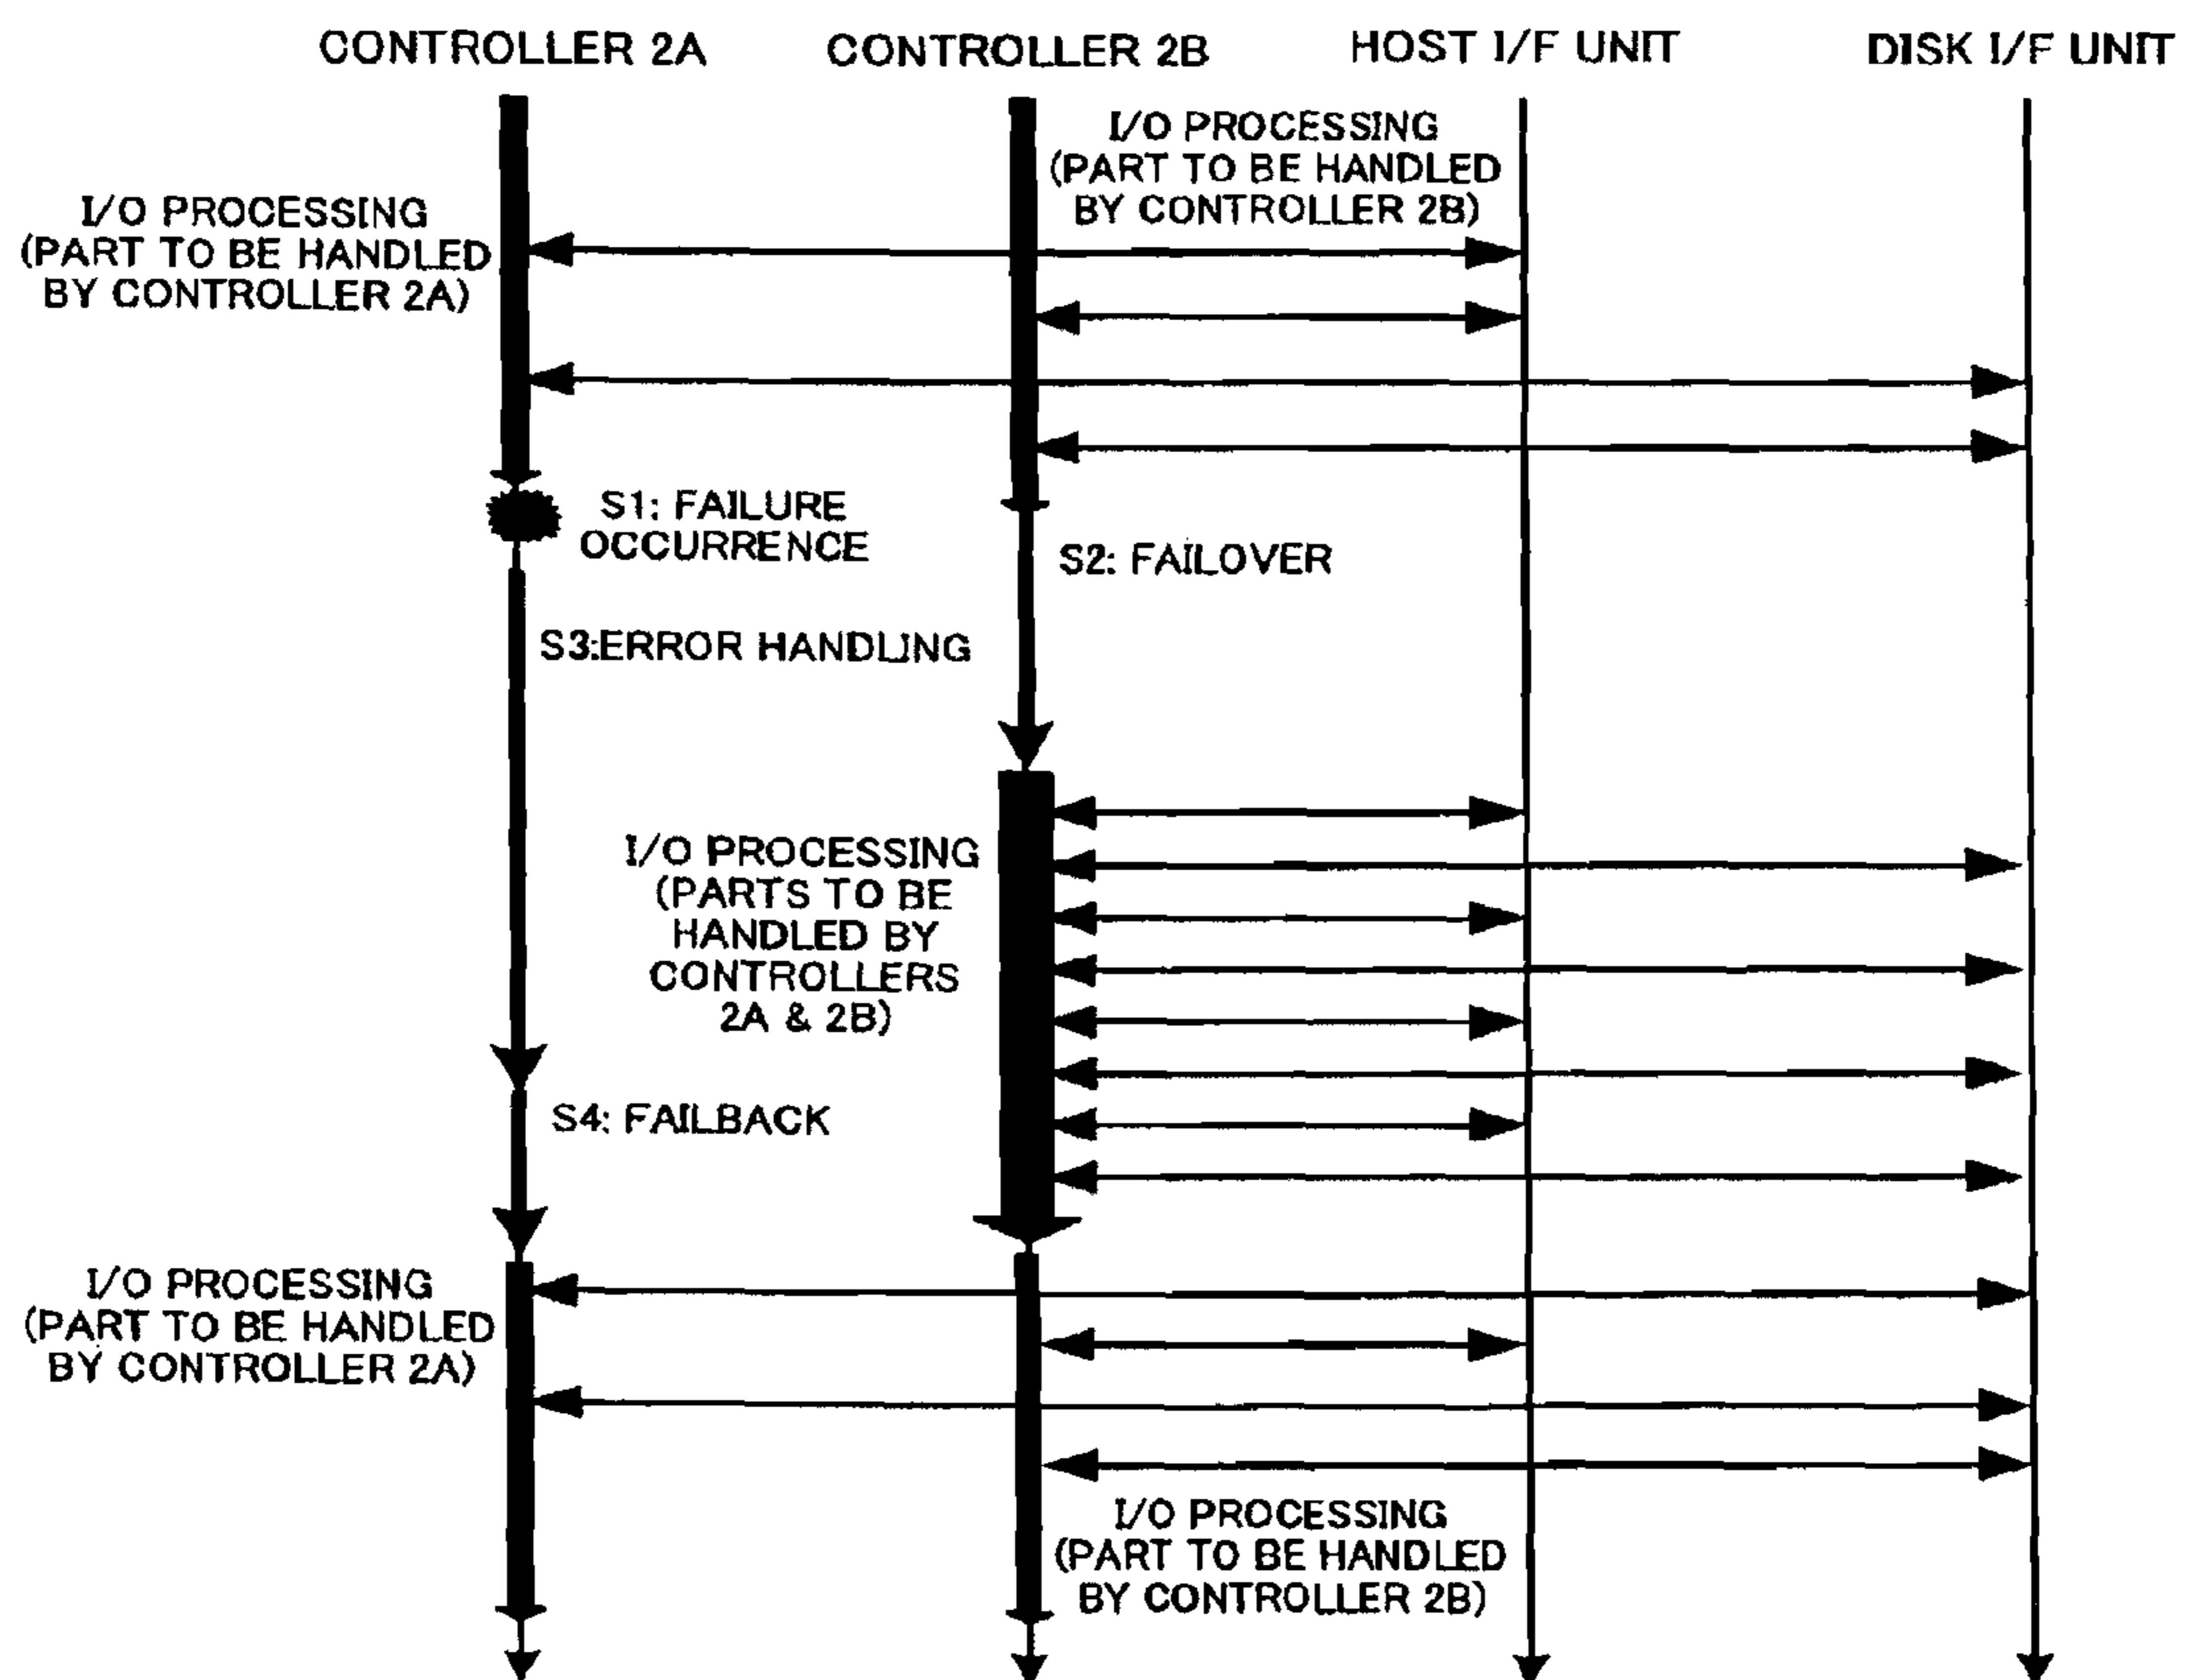 CONTROLLER 2A
CONTROLLER 2B
HOST I/F UNIT
DISK I/F UNIT
I/O PROCESSING
(PART TO BE HANDLED
BY CONTROLLER 2B)
I/O PROCESSING
(PART TO BE HANDLED
BY CONTROLLER 2A)
S1: FAILURE
OCCURRENCE
S2: FAILOVER
S3:ERROR HANDLING
I/O PROCESSING
(PARTS TO BE
HANDLED BY
CONTROLLERS
2A & 2B)
S4: FAILBACK
I/O PROCESSING
(PART TO BE HANDLED
BY CONTROLLER 2A)
I/O PROCESSING
(PART TO BE HANDLED
BY CONTROLLER 2B)